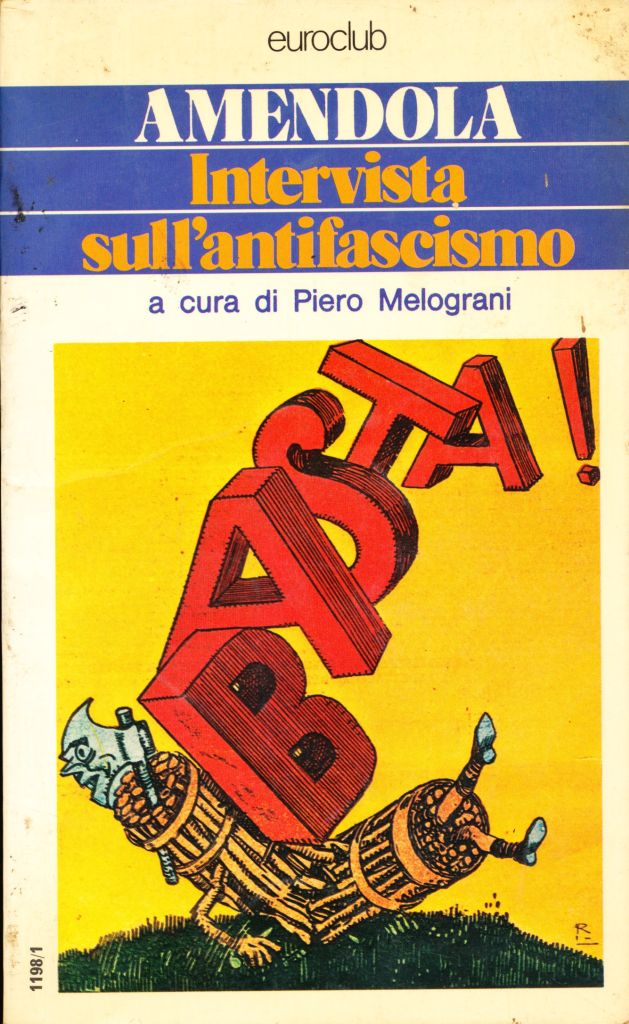 euroclub
AMENDOLA
Intervista
sull'antifascismo
a cura di Piero Melograni
BASTA!
1198/1